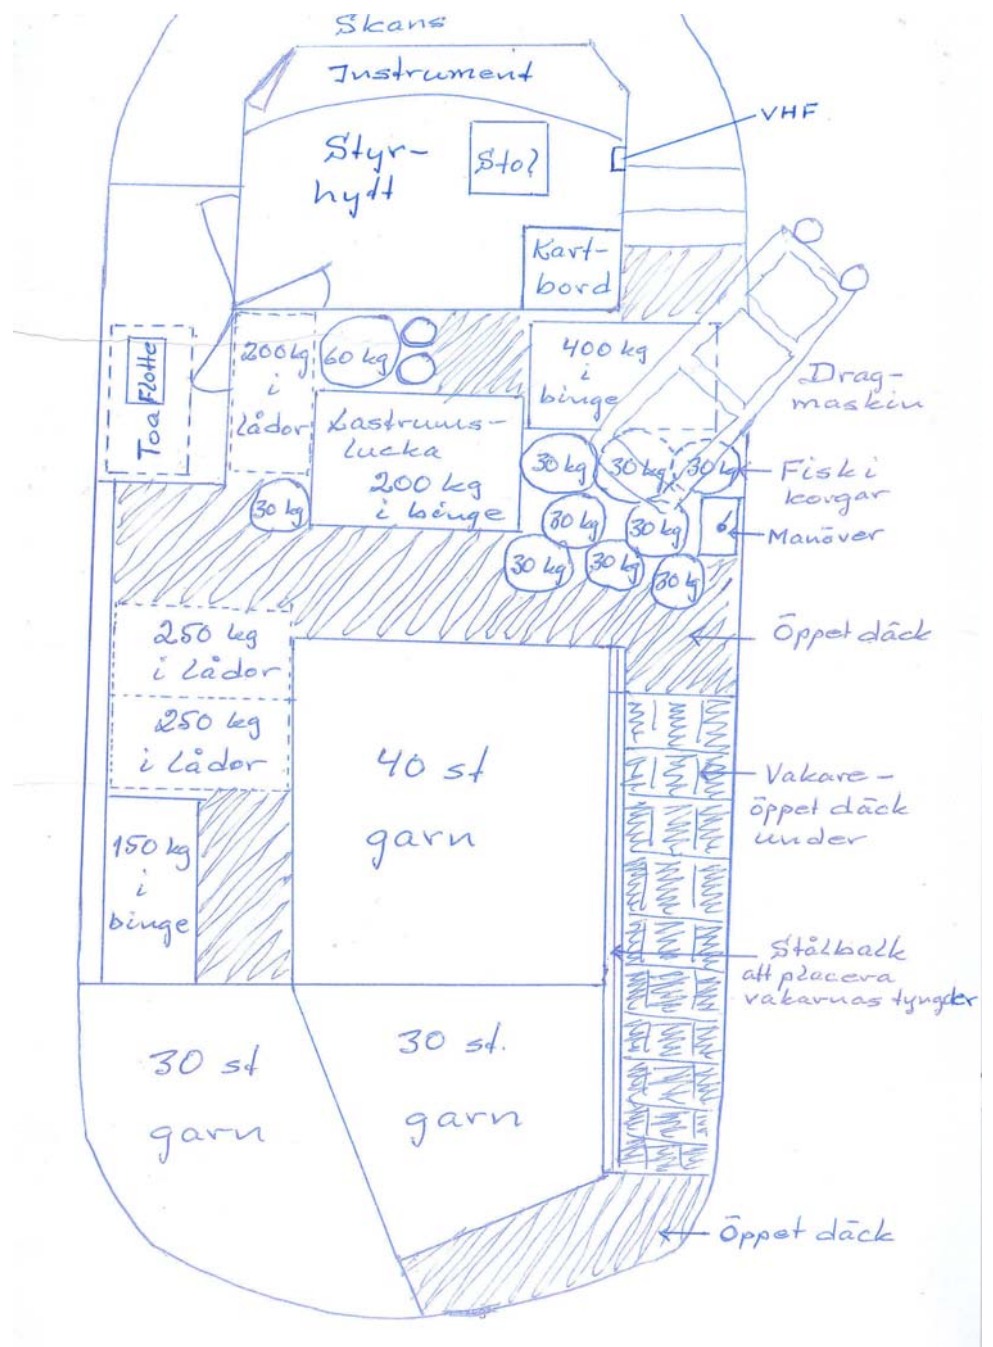 Skans
Instrument
VHF
Styr-
hytt
Stol
Kart-
bord
Toa
Flotte
200 kg
i
lådor
60 kg
400 kg
i
binge
Drag-
maskin
Lastrums-
lucka
200 kg
i binge
30 kg
30 kg
30 kg
Fisk i
korgar
30 kg
30 kg
30 kg
Manöver
30 kg
30 kg
30 kg
Öppet däck
250 kg
i lådor
250 kg
i lådor
40 st
garn
Vakare -
öppet däck
under
150 kg
i
binge
Stålbalk
att placera
vakarnas tyngder
30 st
garn
30 st.
garn
Öppet däck